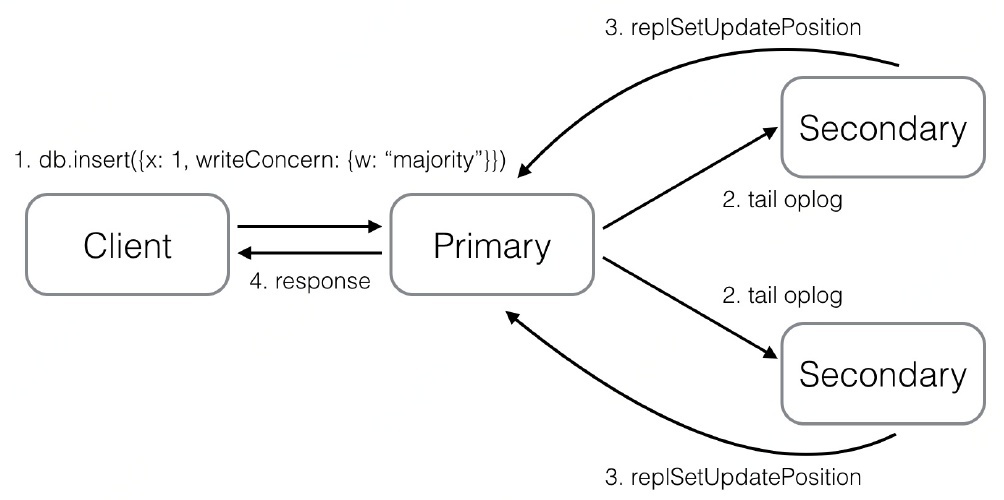 3. replSetUpdatePosition
Secondary
1. db.insert({x: 1, writeConcern: {w: “majority”}})
2. tail oplog
Client
Primary
4. response
2. tail oplog
Secondary
3. replSetUpdatePosition